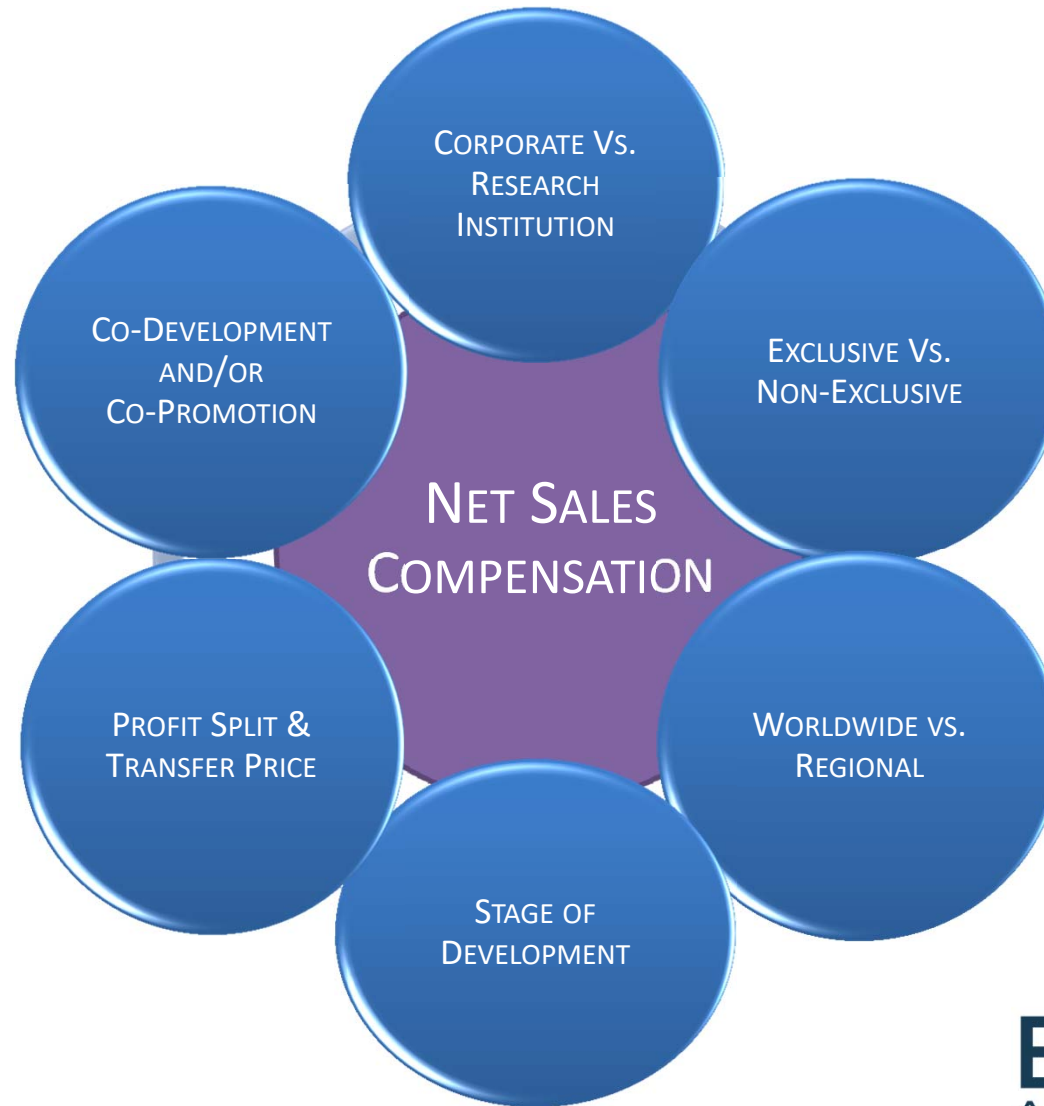 Corporate Vs.
Research
Institution
Co-Development
and/or
Co-Promotion
Exclusive Vs.
Non-Exclusive
Net Sales
Compensation
Profit Split &
Transfer Price
Worldwide vs.
Regional
Stage of
Development